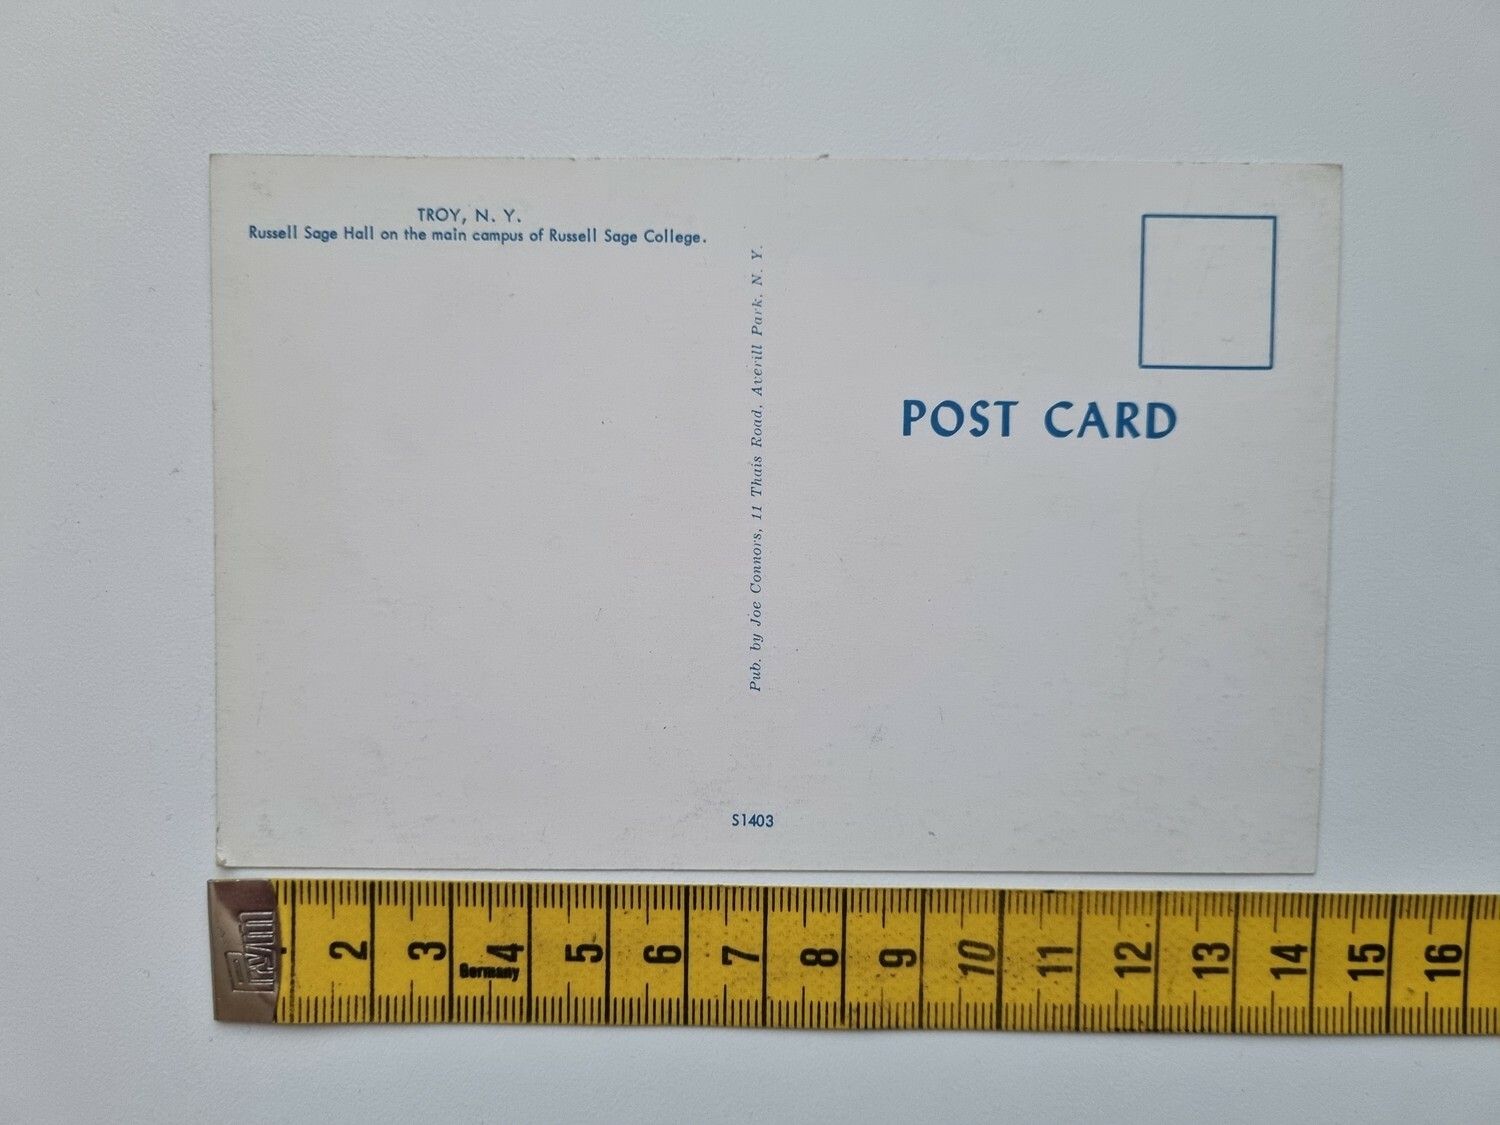 TROY, N. Y.
Russell Sage Hall on the main campus of Russell Sage College.
Pub. by Joe Connors, 11 Thais Road, Averill Park, N. Y.
POST CARD
S1403
Prym
2 3 4 5 6 7 8 9 10 11 12 13 14 15 16
Germany